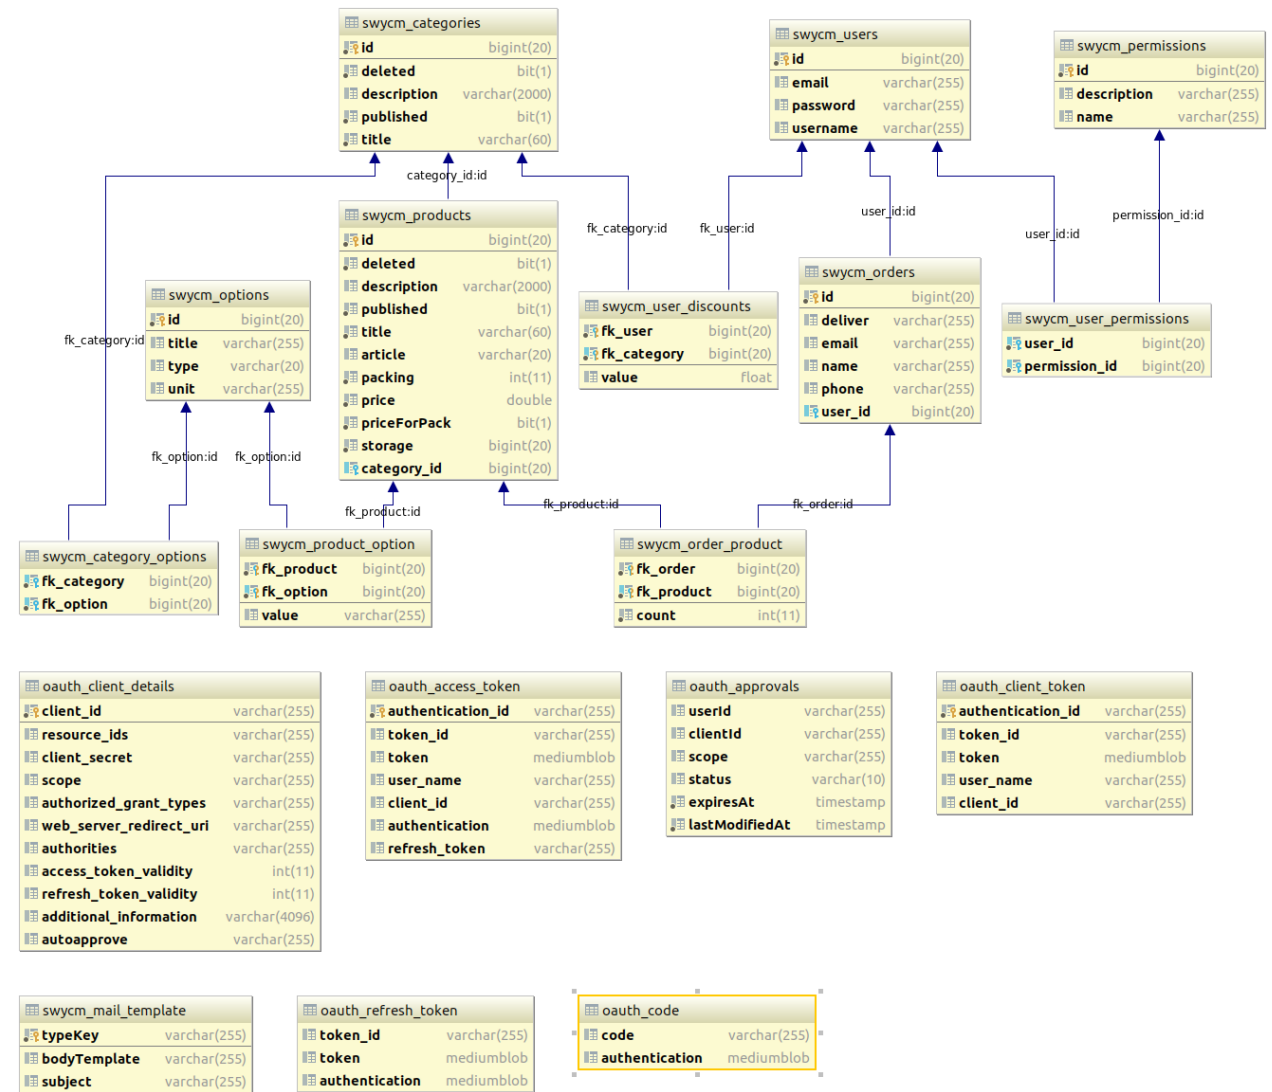 swycm_categories
id bigint(20)
deleted bit(1)
description varchar(2000)
published bit(1)
title varchar(60)
swycm_users
id bigint(20)
email varchar(255)
password varchar(255)
username varchar(255)
swycm_permissions
id bigint(20)
description varchar(255)
name varchar(255)
category_id:id
fk_category:id
fk_user:id
user_id:id
user_id:id
permission_id:id
swycm_products
id bigint(20)
deleted bit(1)
description varchar(2000)
published bit(1)
title varchar(60)
article varchar(20)
packing int(11)
price double
priceForPack bit(1)
storage bigint(20)
category_id bigint(20)
swycm_options
id bigint(20)
title varchar(255)
type varchar(20)
unit varchar(255)
swycm_user_discounts
fk_user bigint(20)
fk_category bigint(20)
value float
swycm_orders
id bigint(20)
deliver varchar(255)
email varchar(255)
name varchar(255)
phone varchar(255)
user_id bigint(20)
swycm_user_permissions
user_id bigint(20)
permission_id bigint(20)
fk_category:id
fk_option:id
fk_option:id
fk_product:id
fk_product:id
fk_order:id
swycm_category_options
fk_category bigint(20)
fk_option bigint(20)
swycm_product_option
fk_product bigint(20)
fk_option bigint(20)
value varchar(255)
swycm_order_product
fk_order bigint(20)
fk_product bigint(20)
count int(11)
oauth_client_details
client_id varchar(255)
resource_ids varchar(255)
client_secret varchar(255)
scope varchar(255)
authorized_grant_types varchar(255)
web_server_redirect_uri varchar(255)
authorities varchar(255)
access_token_validity int(11)
refresh_token_validity int(11)
additional_information varchar(4096)
autoapprove varchar(255)
oauth_access_token
authentication_id varchar(255)
token_id varchar(255)
token mediumblob
user_name varchar(255)
client_id varchar(255)
authentication mediumblob
refresh_token varchar(255)
oauth_approvals
userId varchar(255)
clientId varchar(255)
scope varchar(255)
status varchar(10)
expiresAt timestamp
lastModifiedAt timestamp
oauth_client_token
authentication_id varchar(255)
token_id varchar(255)
token mediumblob
user_name varchar(255)
client_id varchar(255)
swycm_mail_template
typeKey varchar(255)
bodyTemplate varchar(255)
subject varchar(255)
oauth_refresh_token
token_id varchar(255)
token mediumblob
authentication mediumblob
oauth_code
code varchar(255)
authentication mediumblob